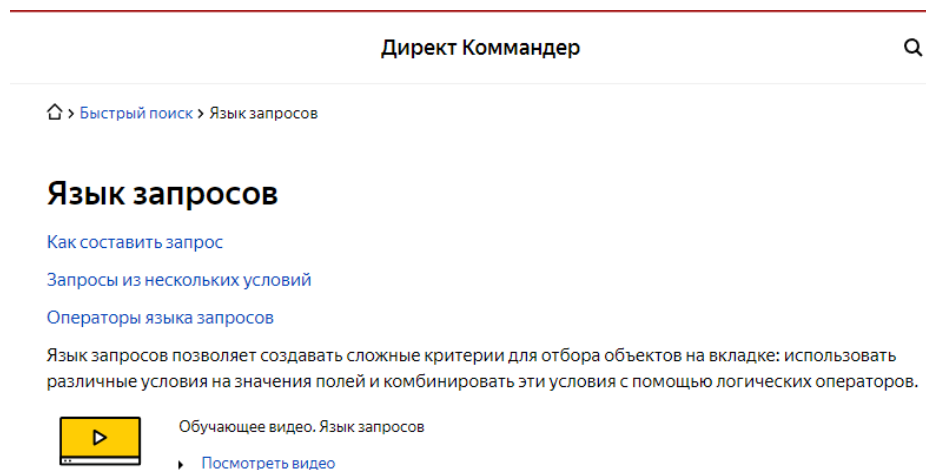 Директ Коммандер
> Быстрый поиск > Язык запросов
Язык запросов
Как составить запрос
Запросы из нескольких условий
Операторы языка запросов
Язык запросов позволяет создавать сложные критерии для отбора объектов на вкладке: использовать
различные условия на значения полей и комбинировать эти условия с помощью логических операторов.
Обучающее видео. Язык запросов
Посмотреть видео